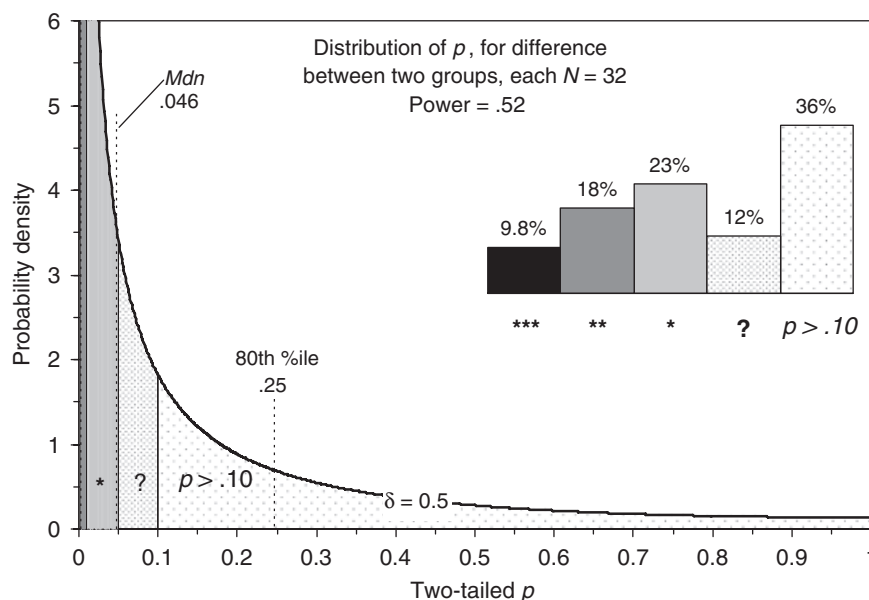 6
5
4
3
2
1
0
Probability density
Mdn
.046
Distribution of p, for difference
between two groups, each N = 32
Power = .52
9.8%
18%
23%
12%
36%
***
**
*
?
p > .10
80th %ile
.25
*
?
p > .10
δ = 0.5
0 0.1 0.2 0.3 0.4 0.5 0.6 0.7 0.8 0.9 1
Two-tailed p